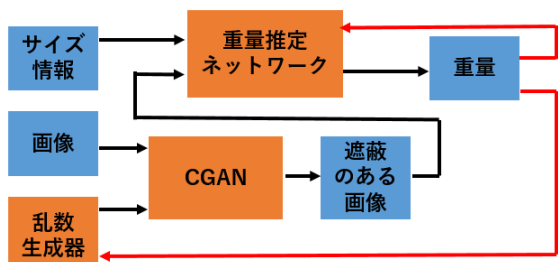 サイズ
情報
重量推定
ネットワーク
重量
画像
CGAN
遮蔽
のある
画像
乱数
生成器